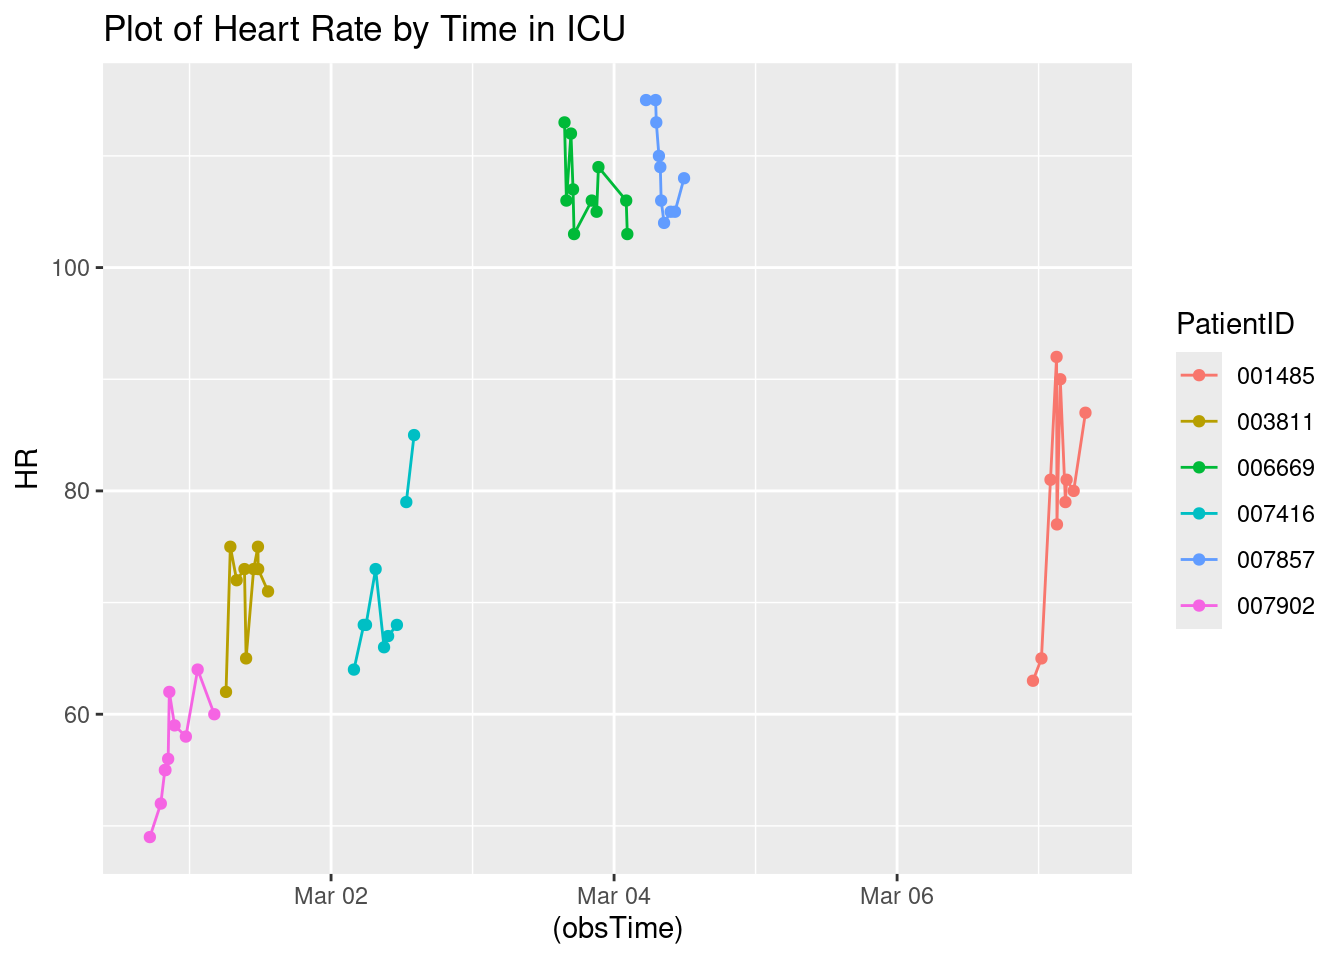 Plot of Heart Rate by Time in ICU
HR
100
80
60
Mar 02
Mar 04
Mar 06
(obsTime)
PatientID
001485
003811
006669
007416
007857
007902